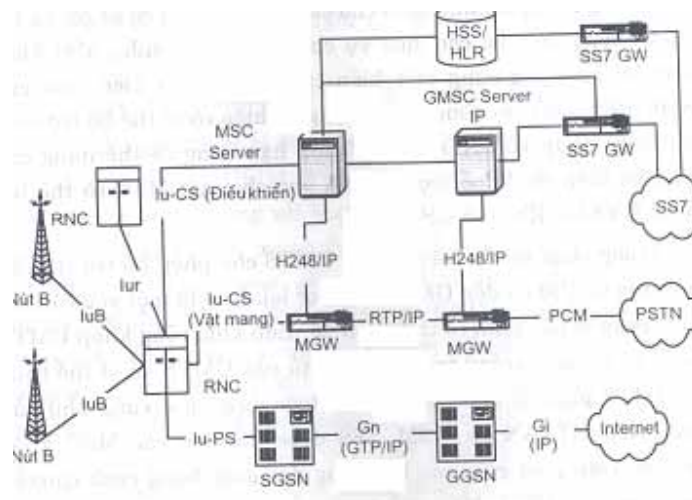 HSS/
HLR
SS7 GW
GMSC Server
IP
MSC
Server
SS7 GW
RNC
Iu-CS (Điều khiển)
SS7
H248/IP
H248/IP
Iur
Nút B
Iu-CS
(Vật mang)
IuB
RTP/IP
PCM
PSTN
MGW
MGW
IuB
RNC
Nút B
Iu-PS
Gn
(GTP/IP)
Gi
(IP)
Internet
SGSN
GGSN